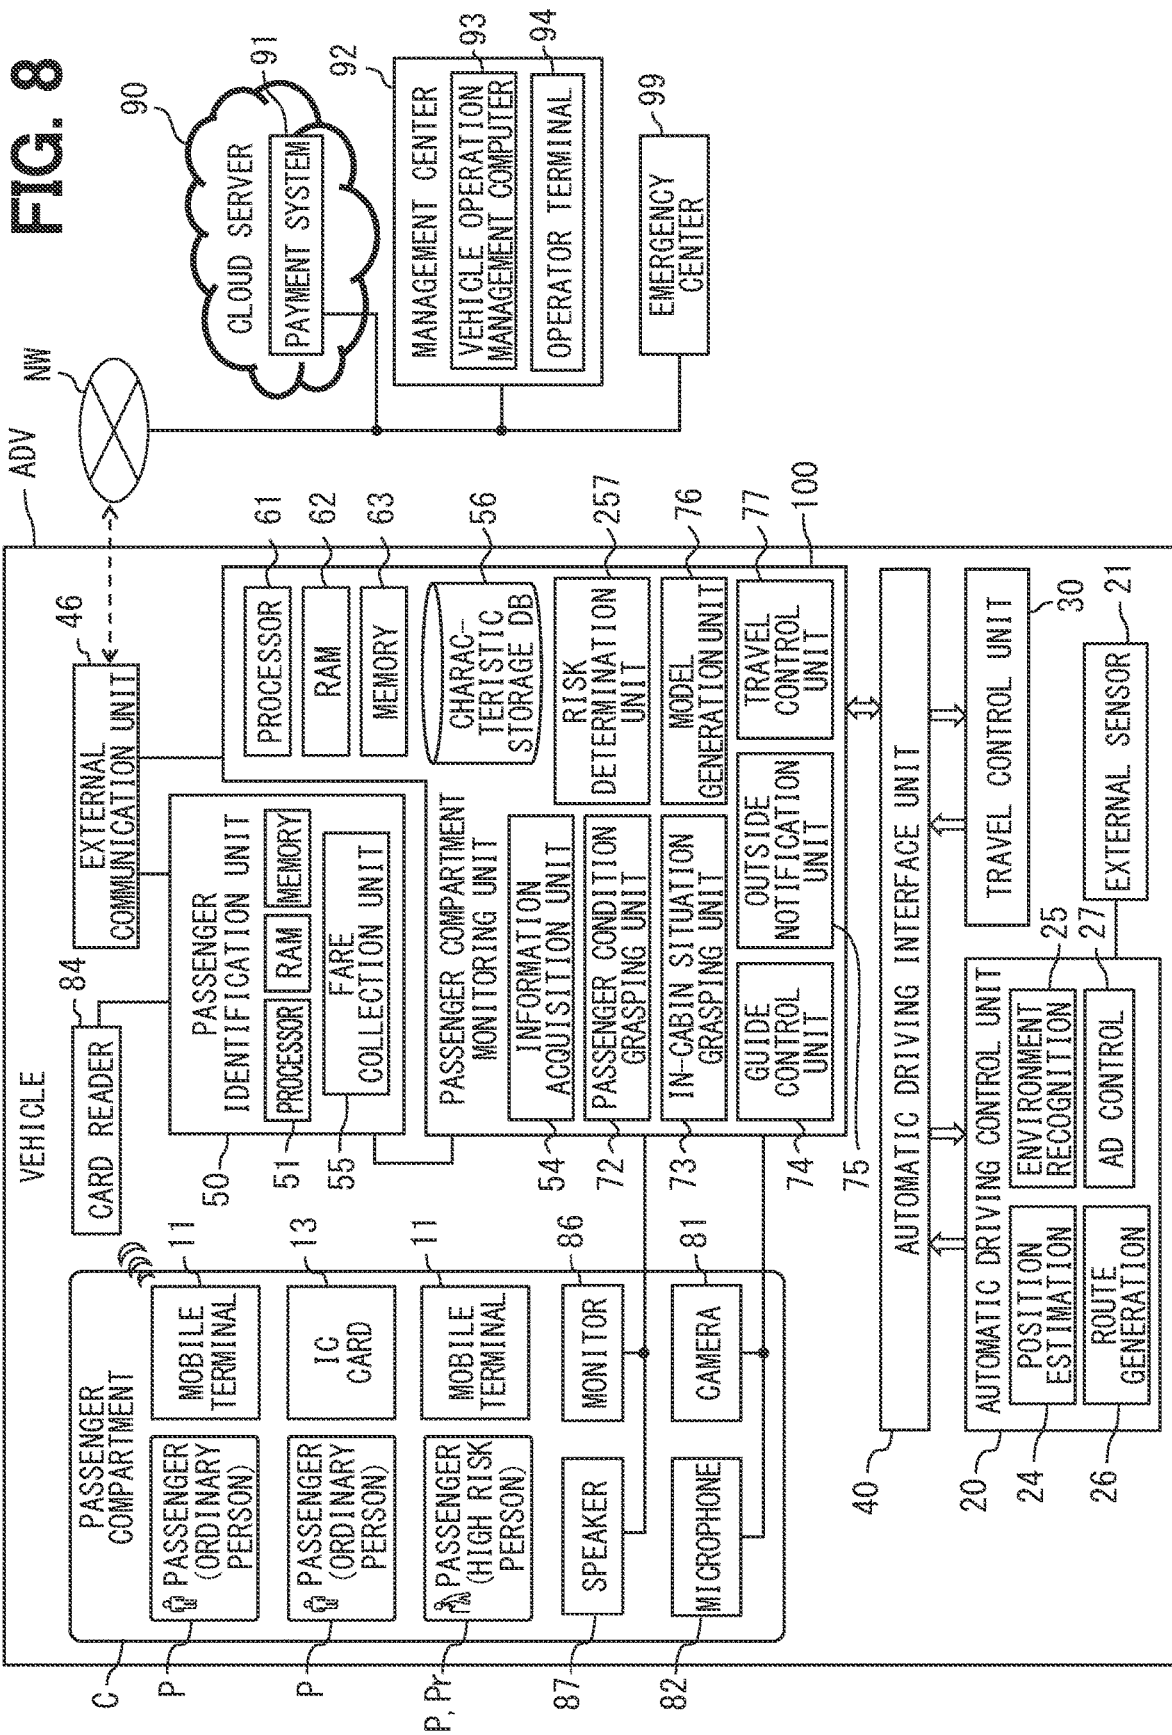 FIG. 8
VEHICLE
ADV
NW
90
CLOUD SERVER
91
PAYMENT SYSTEM
92
MANAGEMENT CENTER
93
VEHICLE OPERATION
MANAGEMENT COMPUTER
94
OPERATOR TERMINAL
99
EMERGENCY
CENTER
84
CARD READER
46
EXTERNAL
COMMUNICATION UNIT
C
PASSENGER
COMPARTMENT
P
PASSENGER
(ORDINARY
PERSON)
11
MOBILE
TERMINAL
P
PASSENGER
(ORDINARY
PERSON)
13
IC
CARD
P, Pr
PASSENGER
(HIGH RISK
PERSON)
11
MOBILE
TERMINAL
87
SPEAKER
86
MONITOR
82
MICROPHONE
81
CAMERA
50
PASSENGER
IDENTIFICATION UNIT
51
PROCESSOR
RAM
MEMORY
55
FARE
COLLECTION UNIT
100
PASSENGER COMPARTMENT
MONITORING UNIT
61
PROCESSOR
62
RAM
63
MEMORY
56
CHARAC-
TERISTIC
STORAGE DB
54
INFORMATION
ACQUISITION UNIT
257
RISK
DETERMINATION
UNIT
72
PASSENGER CONDITION
GRASPING UNIT
73
IN-CABIN SITUATION
GRASPING UNIT
76
MODEL
GENERATION UNIT
74
GUIDE
CONTROL
UNIT
75
OUTSIDE
NOTIFICATION
UNIT
77
TRAVEL
CONTROL
UNIT
40
AUTOMATIC DRIVING INTERFACE UNIT
20
AUTOMATIC DRIVING CONTROL UNIT
24
POSITION
ESTIMATION
25
ENVIRONMENT
RECOGNITION
26
ROUTE
GENERATION
27
AD CONTROL
30
TRAVEL CONTROL UNIT
21
EXTERNAL SENSOR